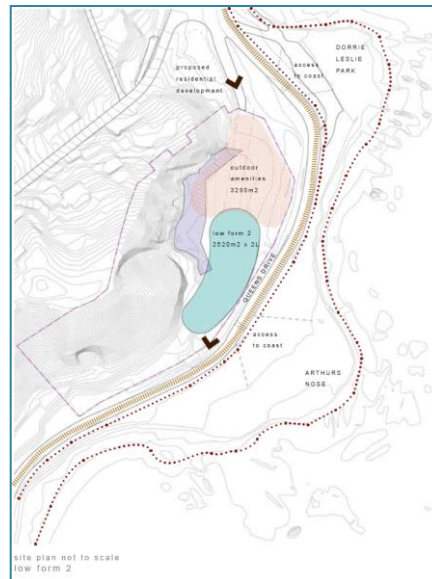 DORRIE
LESLIE
PARK
proposed
residential
development
access
to coast
outdoor
amenities
3280m2
low form 2
2520m2 x 2L
QUEENS DRIVE
access
to coast
ARTHURS
NOSE
site plan not to scale
low form 2